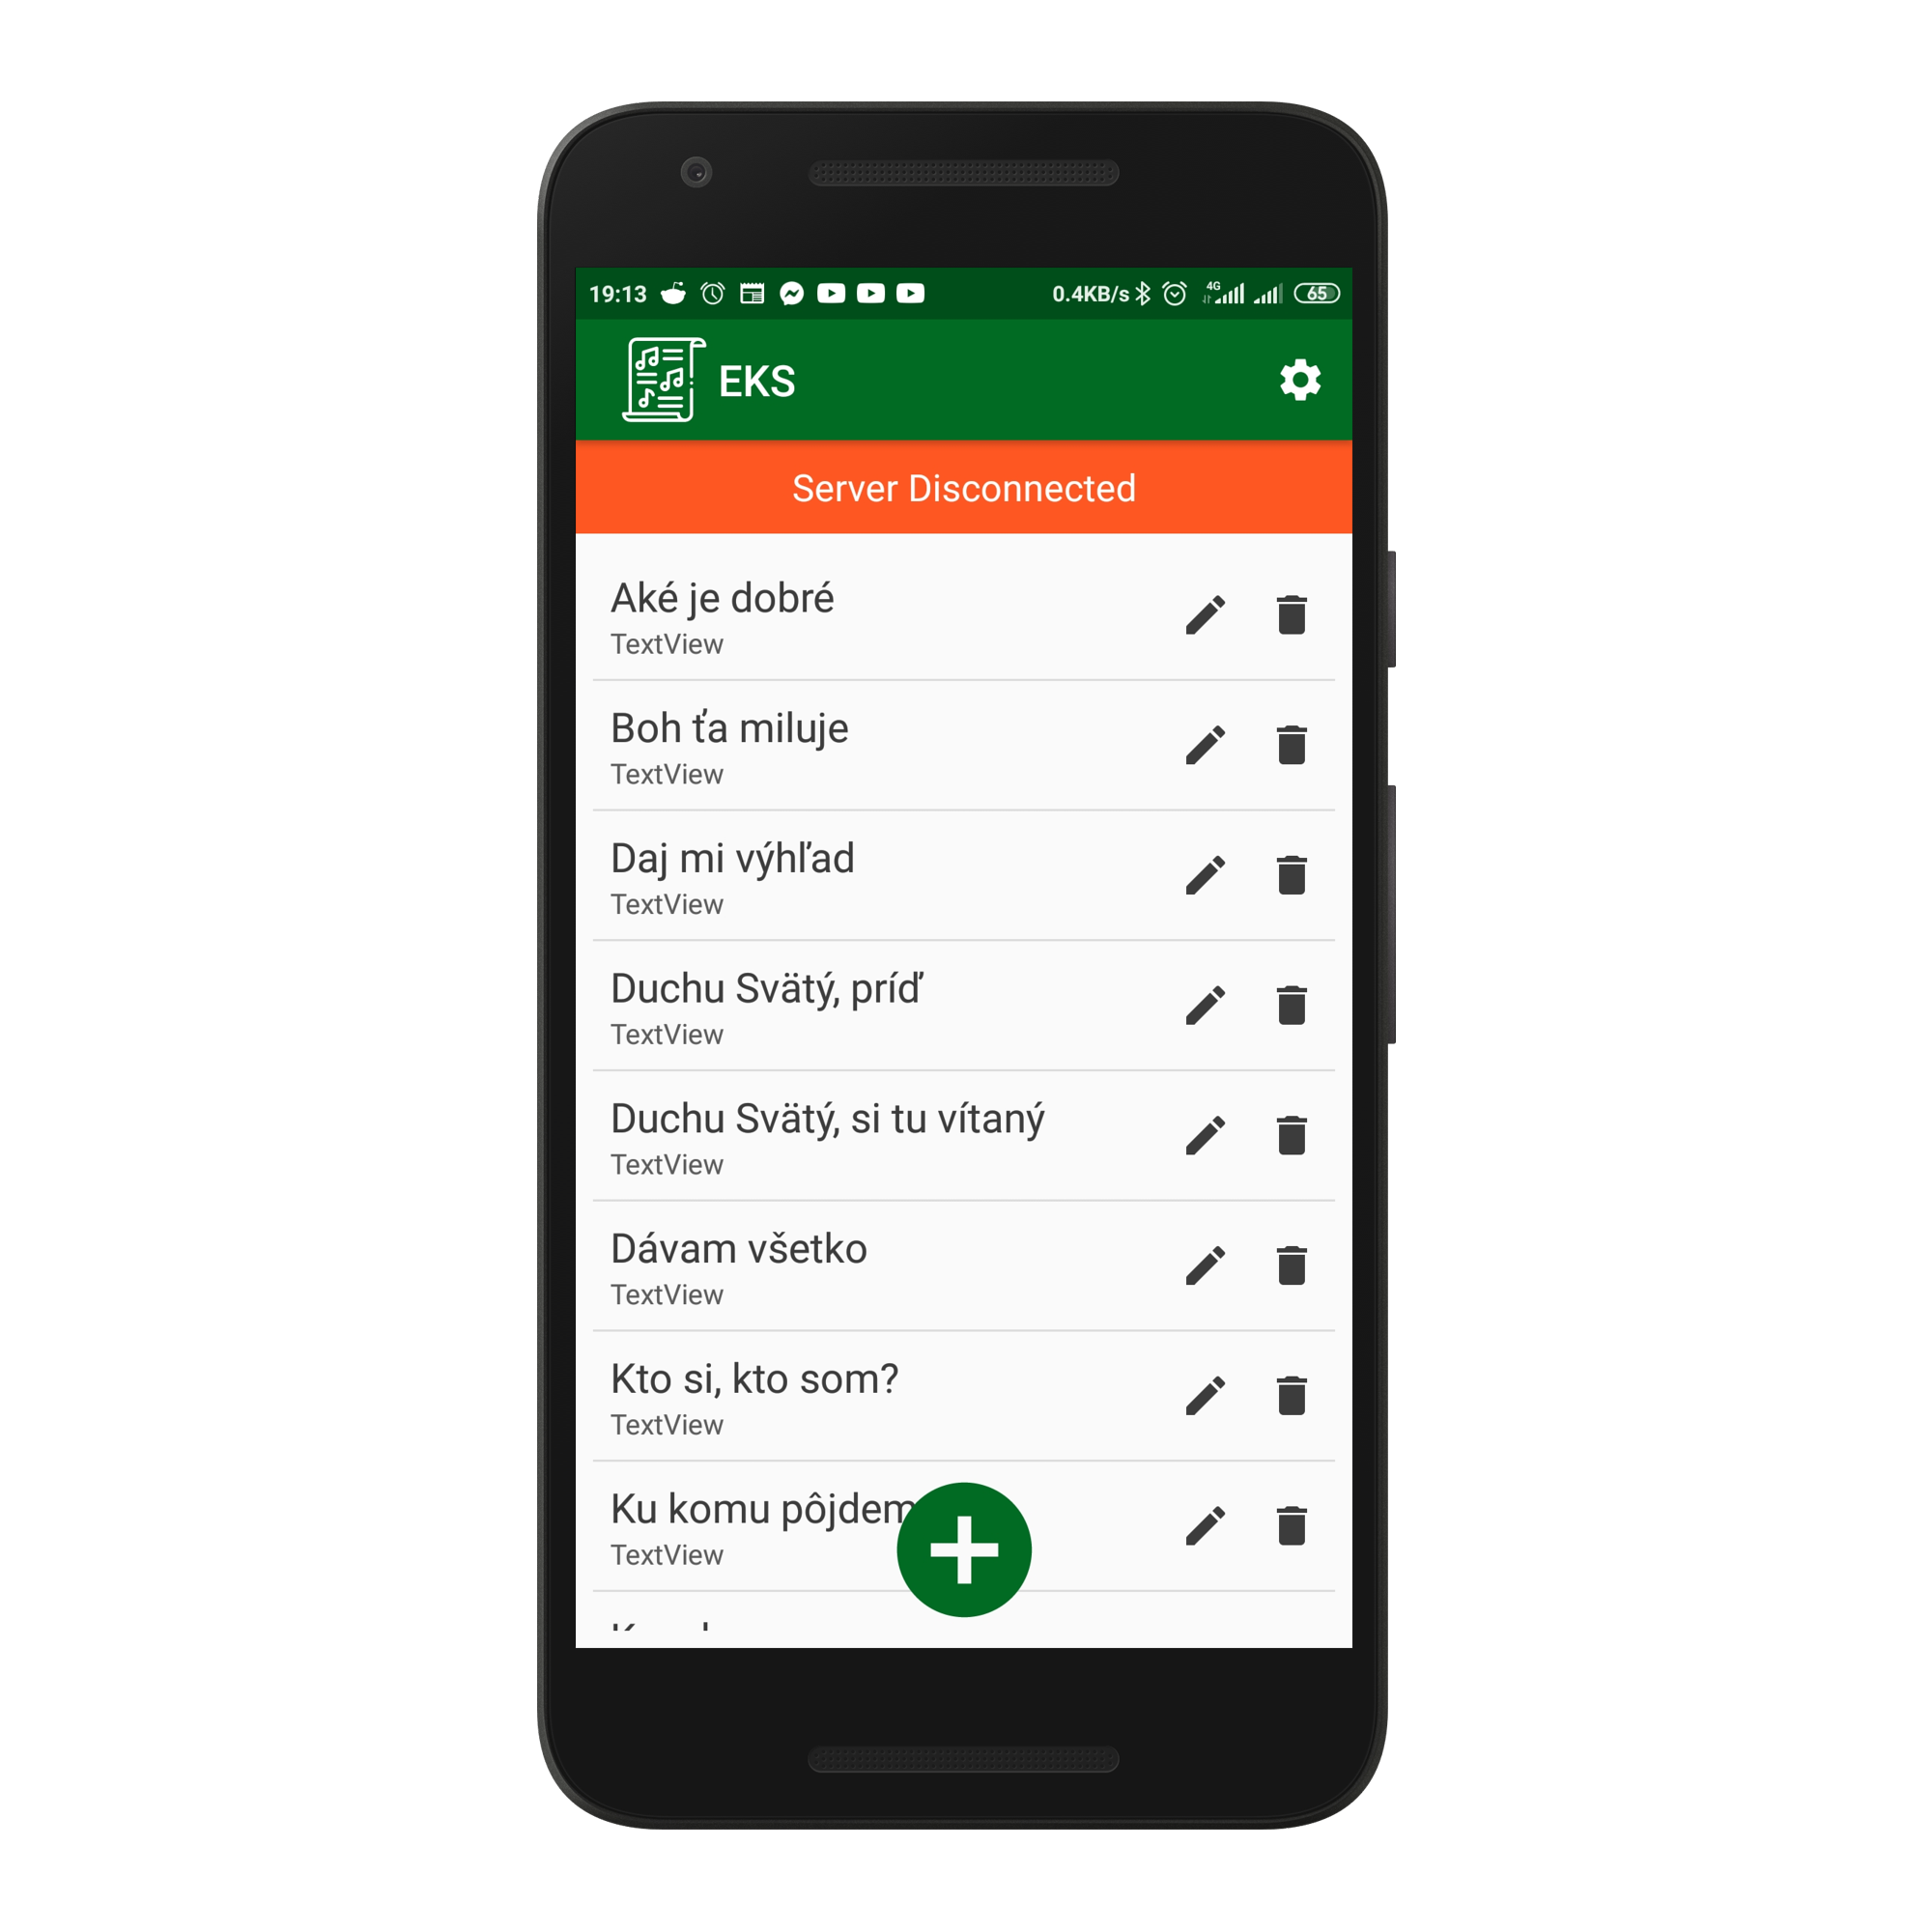 19:13 0.4KB/s 4G 65
EKS
Server Disconnected
Aké je dobré
TextView
Boh ťa miluje
TextView
Daj mi výhľad
TextView
Duchu Svätý, príď
TextView
Duchu Svätý, si tu vítaný
TextView
Dávam všetko
TextView
Kto si, kto som?
TextView
Ku komu
TextView